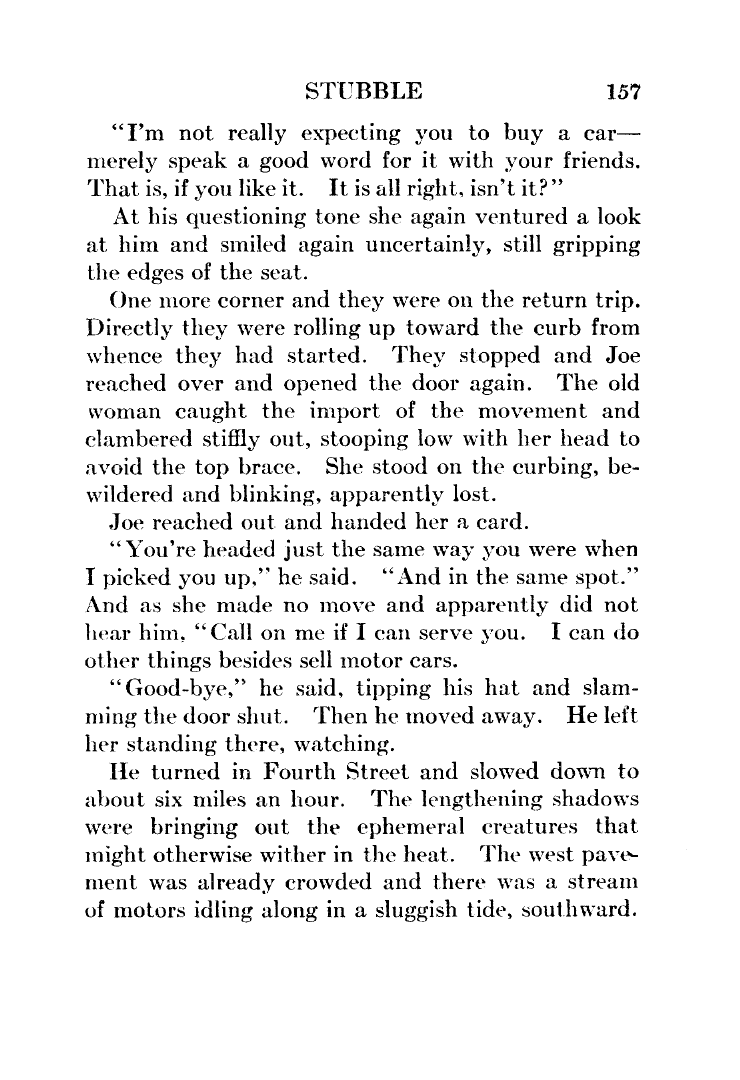 STUBBLE 157
“I’m not really expecting you to buy a car—
merely speak a good word for it with your friends.
That is, if you like it. It is all right, isn’t it?”
At his questioning tone she again ventured a look
at him and smiled again uncertainly, still gripping
the edges of the seat.
One more corner and they were on the return trip.
Directly they were rolling up toward the curb from
whence they had started. They stopped and Joe
reached over and opened the door again. The old
woman caught the import of the movement and
clambered stiffly out, stooping low with her head to
avoid the top brace. She stood on the curbing, be-
wildered and blinking, apparently lost.
Joe reached out and handed her a card.
“You’re headed just the same way you were when
I picked you up,” he said. “And in the same spot.”
And as she made no move and apparently did not
hear him, “Call on me if I can serve you. I can do
other things besides sell motor cars.
“Good-bye,” he said, tipping his hat and slam-
ming the door shut. Then he moved away. He left
her standing there, watching.
He turned in Fourth Street and slowed down to
about six miles an hour. The lengthening shadows
were bringing out the ephemeral creatures that
might otherwise wither in the heat. The west pave-
ment was already crowded and there was a stream
of motors idling along in a sluggish tide, southward.